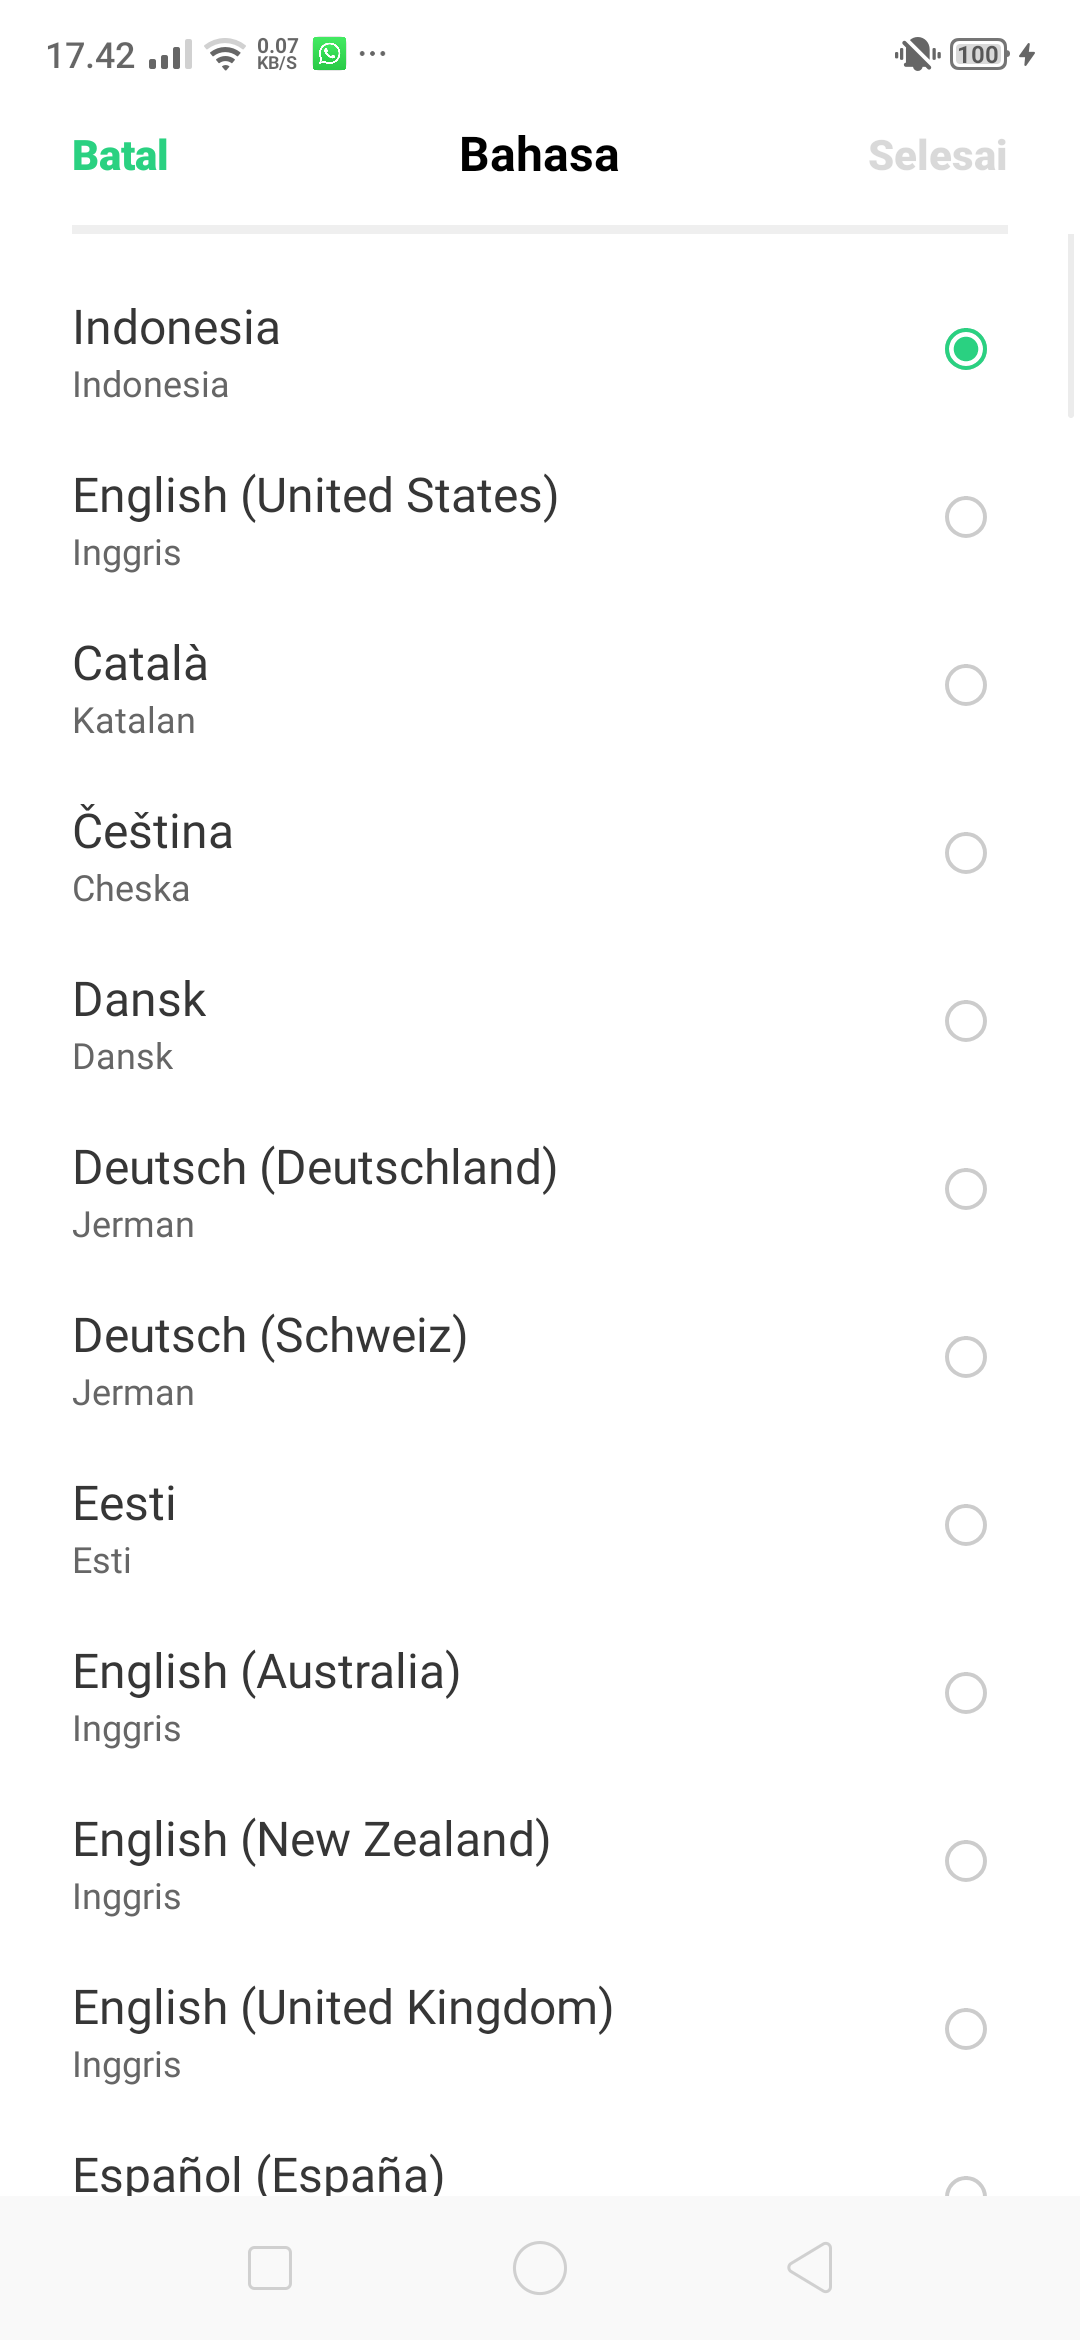 17.42 0.07 KB/S ... 100
Batal Bahasa Selesai
Indonesia
Indonesia
English (United States)
Inggris
Català
Katalan
Čeština
Cheska
Dansk
Dansk
Deutsch (Deutschland)
Jerman
Deutsch (Schweiz)
Jerman
Eesti
Esti
English (Australia)
Inggris
English (New Zealand)
Inggris
English (United Kingdom)
Inggris
Español (España)